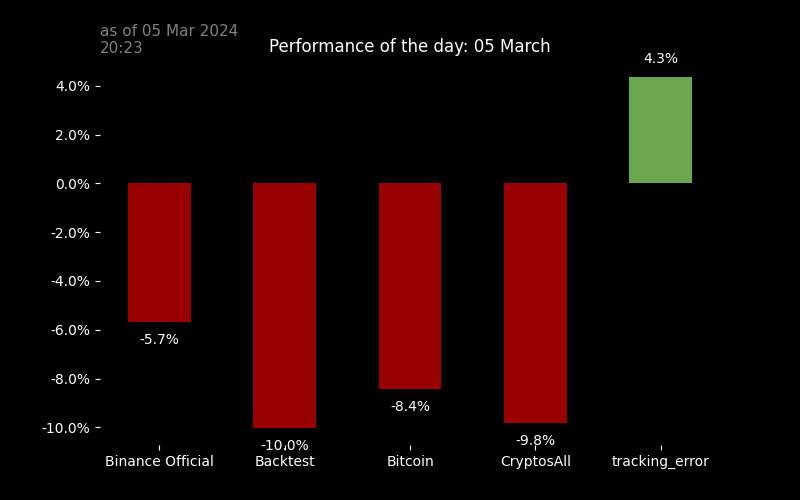 as of 05 Mar 2024
20:23
Performance of the day: 05 March
4.3%
4.0%
2.0%
0.0%
-2.0%
-4.0%
-6.0%
-8.0%
-10.0%
-5.7%
-10.0%
-8.4%
-9.8%
Binance Official
Backtest
Bitcoin
CryptosAll
tracking_error